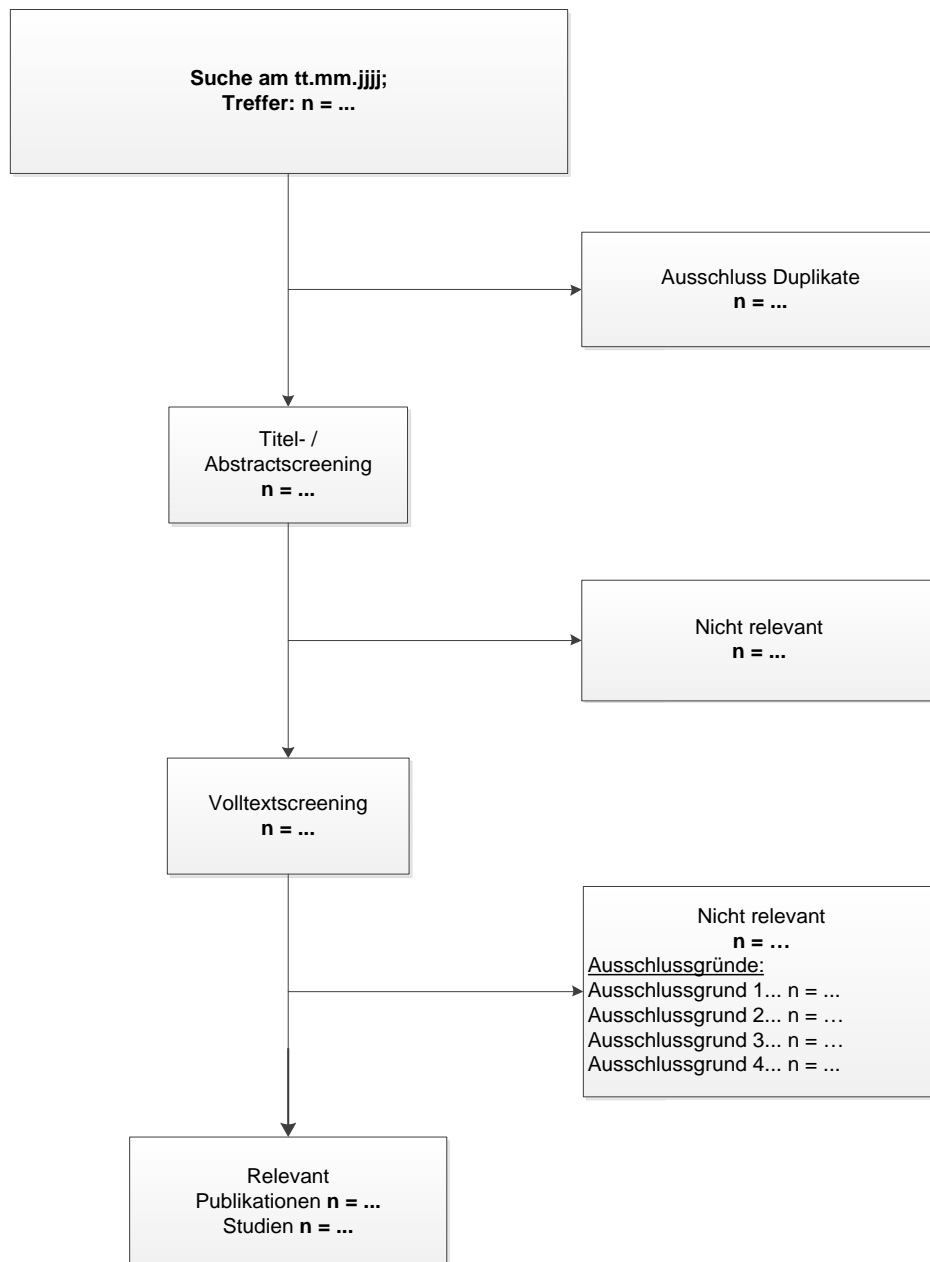 Suche am tt.mm.jjjj;
Treffer: n = ...
Ausschluss Duplikate
n = ...
Titel- /
Abstractscreening
n = ...
Nicht relevant
n = ...
Volltextscreening
n = ...
Nicht relevant
n = …
Ausschlussgründe:
Ausschlussgrund 1... n = ...
Ausschlussgrund 2... n = …
Ausschlussgrund 3... n = …
Ausschlussgrund 4... n = ...
Relevant
Publikationen n = ...
Studien n = ...